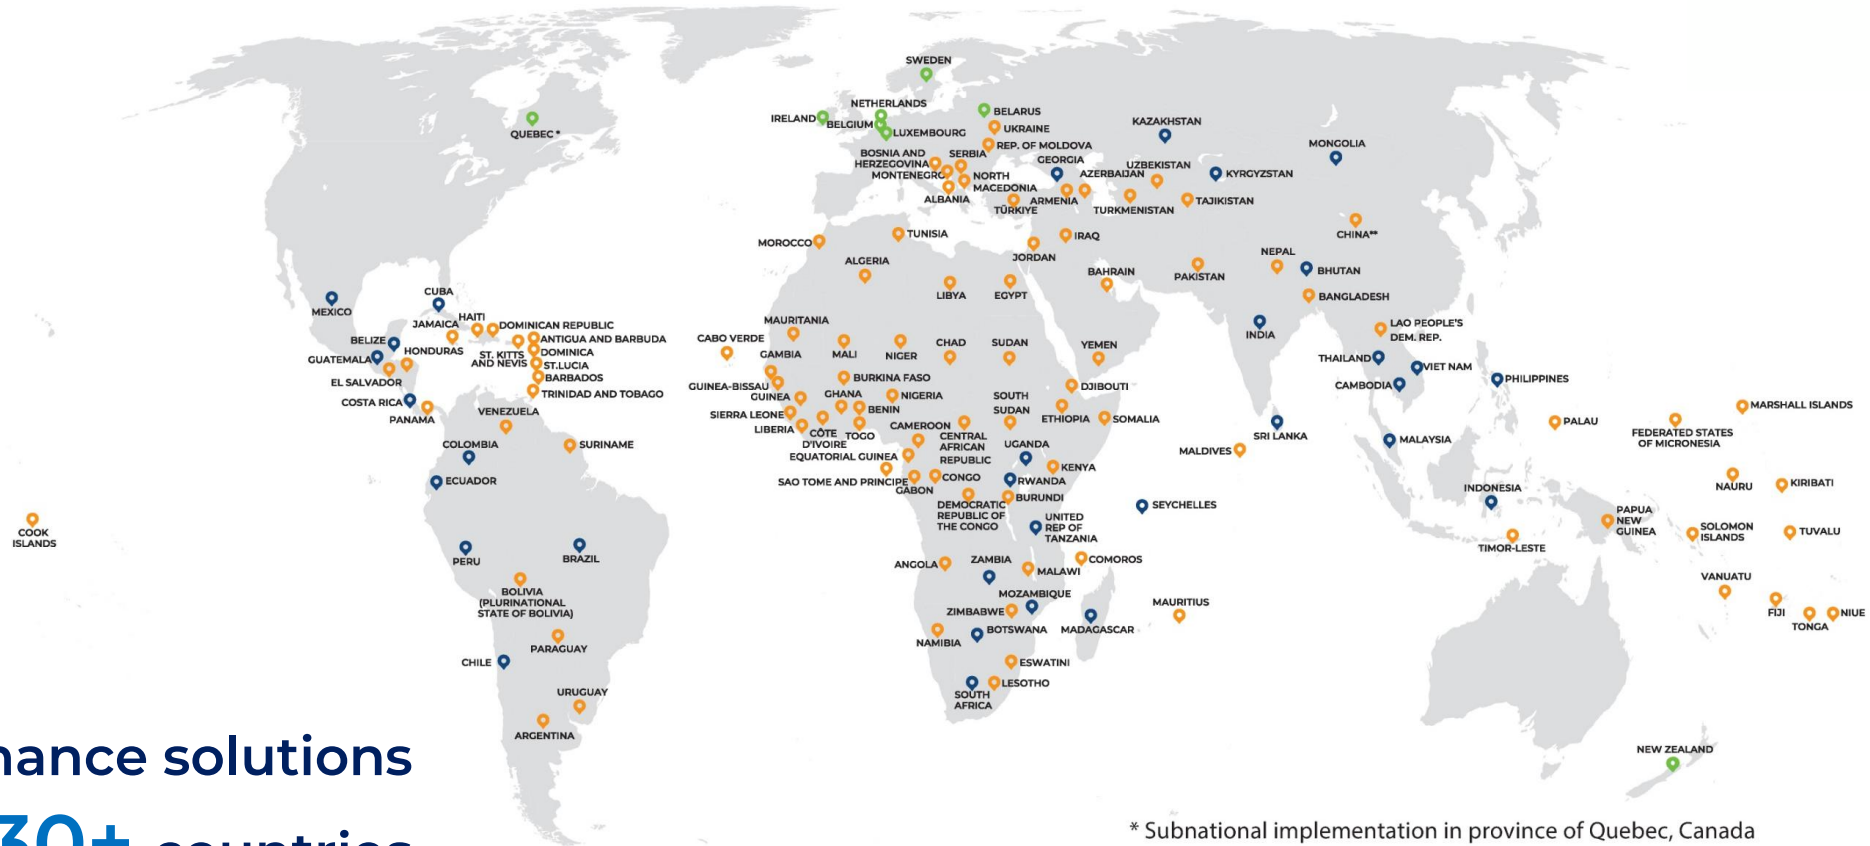 SWEDEN
NETHERLANDS
IRELAND
BELGIUM
LUXEMBOURG
BELARUS
UKRAINE
REP. OF MOLDOVA
QUEBEC *
KAZAKHSTAN
MONGOLIA
BOSNIA AND
HERZEGOVINA
SERBIA
MONTENEGRO
NORTH
MACEDONIA
ALBANIA
GEORGIA
AZERBAIJAN
UZBEKISTAN
KYRGYZSTAN
TÜRKIYE
ARMENIA
TURKMENISTAN
TAJIKISTAN
CHINA**
MOROCCO
TUNISIA
JORDAN
IRAQ
ALGERIA
LIBYA
EGYPT
BAHRAIN
PAKISTAN
NEPAL
BHUTAN
BANGLADESH
MEXICO
CUBA
HAITI
JAMAICA
DOMINICAN REPUBLIC
ANTIGUA AND BARBUDA
BELIZE
HONDURAS
ST. KITTS
AND NEVIS
DOMINICA
GUATEMALA
ST.LUCIA
EL SALVADOR
BARBADOS
COSTA RICA
TRINIDAD AND TOBAGO
PANAMA
VENEZUELA
COLOMBIA
SURINAME
ECUADOR
MAURITANIA
CABO VERDE
GAMBIA
MALI
NIGER
CHAD
SUDAN
YEMEN
INDIA
LAO PEOPLE'S
DEM. REP.
THAILAND
VIET NAM
CAMBODIA
PHILIPPINES
GUINEA-BISSAU
BURKINA FASO
GUINEA
GHANA
NIGERIA
SOUTH
SUDAN
DJIBOUTI
SIERRA LEONE
BENIN
ETHIOPIA
SOMALIA
LIBERIA
CÔTE
D'IVOIRE
TOGO
CAMEROON
CENTRAL
AFRICAN
REPUBLIC
UGANDA
EQUATORIAL GUINEA
KENYA
SAO TOME AND PRINCIPE
GABON
CONGO
RWANDA
BURUNDI
DEMOCRATIC
REPUBLIC OF
THE CONGO
UNITED
REP OF
TANZANIA
SRI LANKA
MALDIVES
MALAYSIA
SEYCHELLES
INDONESIA
PALAU
MARSHALL ISLANDS
FEDERATED STATES
OF MICRONESIA
NAURU
KIRIBATI
PAPUA
NEW
GUINEA
SOLOMON
ISLANDS
TUVALU
TIMOR-LESTE
VANUATU
FIJI
TONGA
NIUE
COOK
ISLANDS
PERU
BRAZIL
BOLIVIA
(PLURINATIONAL
STATE OF BOLIVIA)
PARAGUAY
CHILE
URUGUAY
ARGENTINA
ANGOLA
ZAMBIA
MALAWI
COMOROS
MOZAMBIQUE
ZIMBABWE
MAURITIUS
NAMIBIA
BOTSWANA
MADAGASCAR
ESWATINI
LESOTHO
SOUTH
AFRICA
NEW ZEALAND
solutions
30+ countries
* Subnational implementation in province of Quebec, Canada